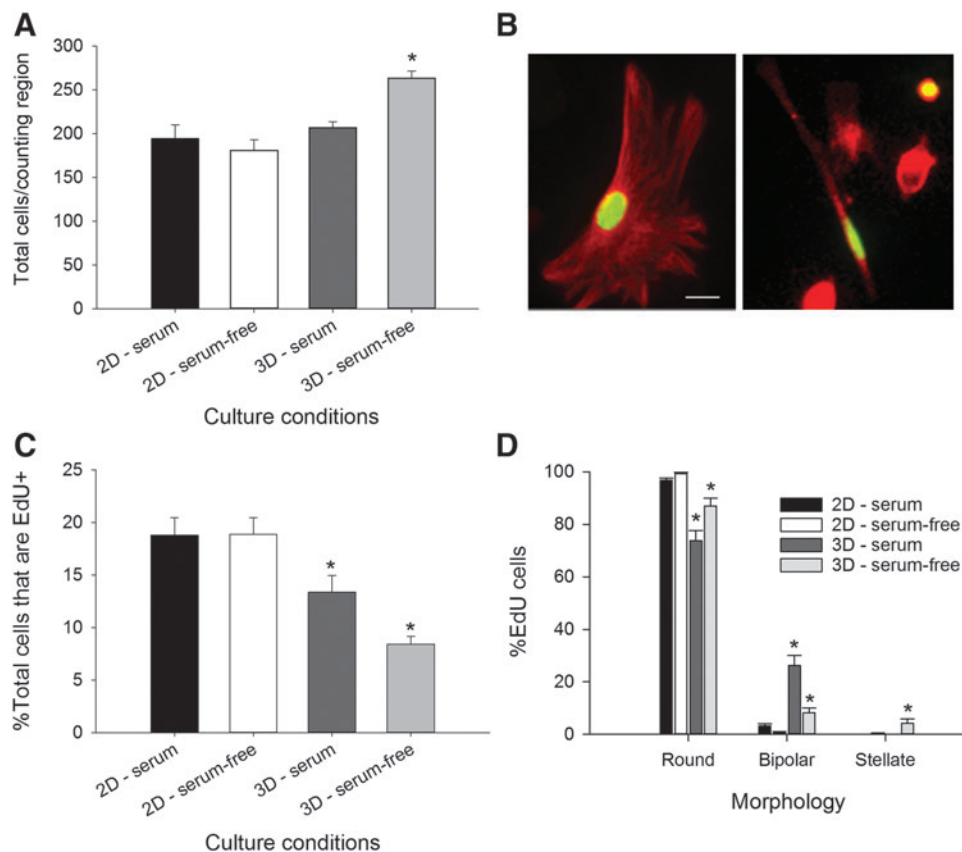 A
300
250
200
150
100
50
0
Total cells/counting region
*
2D - serum
2D - serum-free
3D - serum
3D - serum-free
Culture conditions
B
C
25
20
15
10
5
0
%Total cells that are EdU+
*
*
2D - serum
2D - serum-free
3D - serum
3D - serum-free
Culture conditions
D
100
80
60
40
20
0
%EdU cells
*
*
*
*
*
2D - serum
2D - serum-free
3D - serum
3D - serum-free
Round
Bipolar
Stellate
Morphology